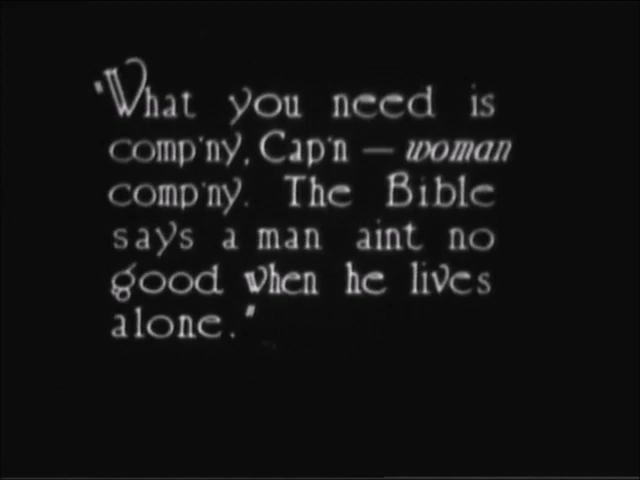 "What you need is
comp'ny, Cap'n — woman
comp'ny. The Bible
says a man aint no
good when he lives
alone."